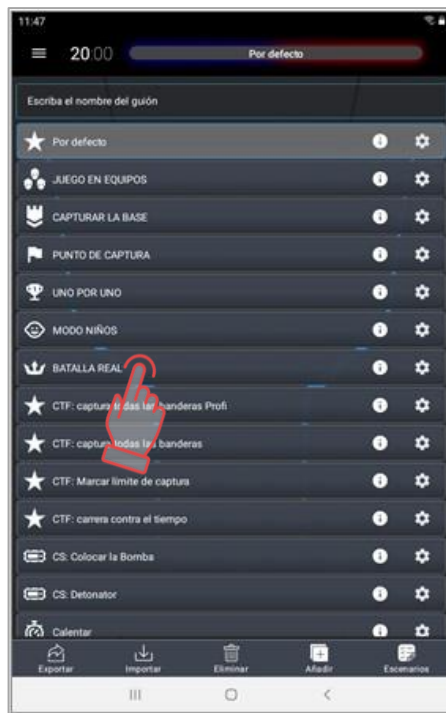 11:47
20:00 Por defecto
Escriba el nombre del guión
Por defecto
JUEGO EN EQUIPOS
CAPTURAR LA BASE
PUNTO DE CAPTURA
UNO POR UNO
MODO NIÑOS
BATALLA REAL
CTF: captura todas las banderas Profi
CTF: captura todas las banderas
CTF: Marcar límite de captura
CTF: carrera contra el tiempo
CS: Colocar la Bomba
CS: Detonator
Calentar
Exportar Importar Eliminar Añadir Escenarios